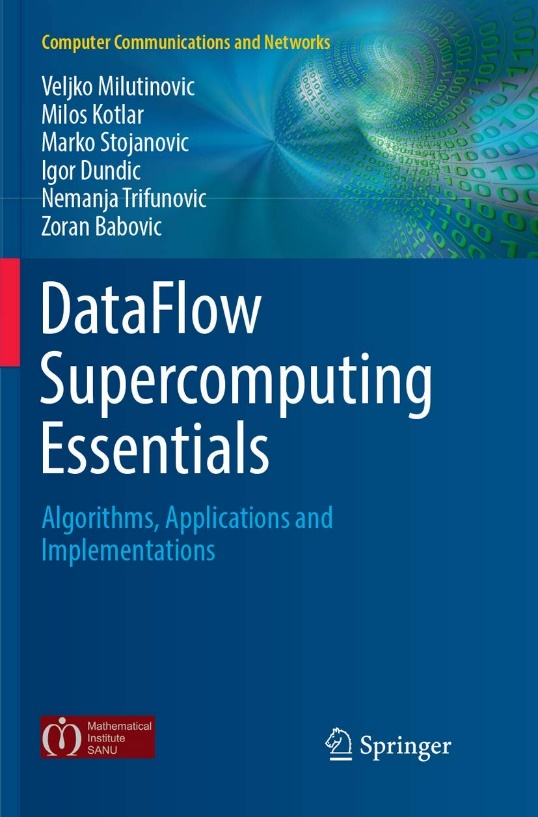 Computer Communications and Networks
Veljko Milutinovic
Milos Kotlar
Marko Stojanovic
Igor Dundic
Nemanja Trifunovic
Zoran Babovic
DataFlow
Supercomputing
Essentials
Algorithms, Applications and
Implementations
Mathematical
Institute
SANU
Springer